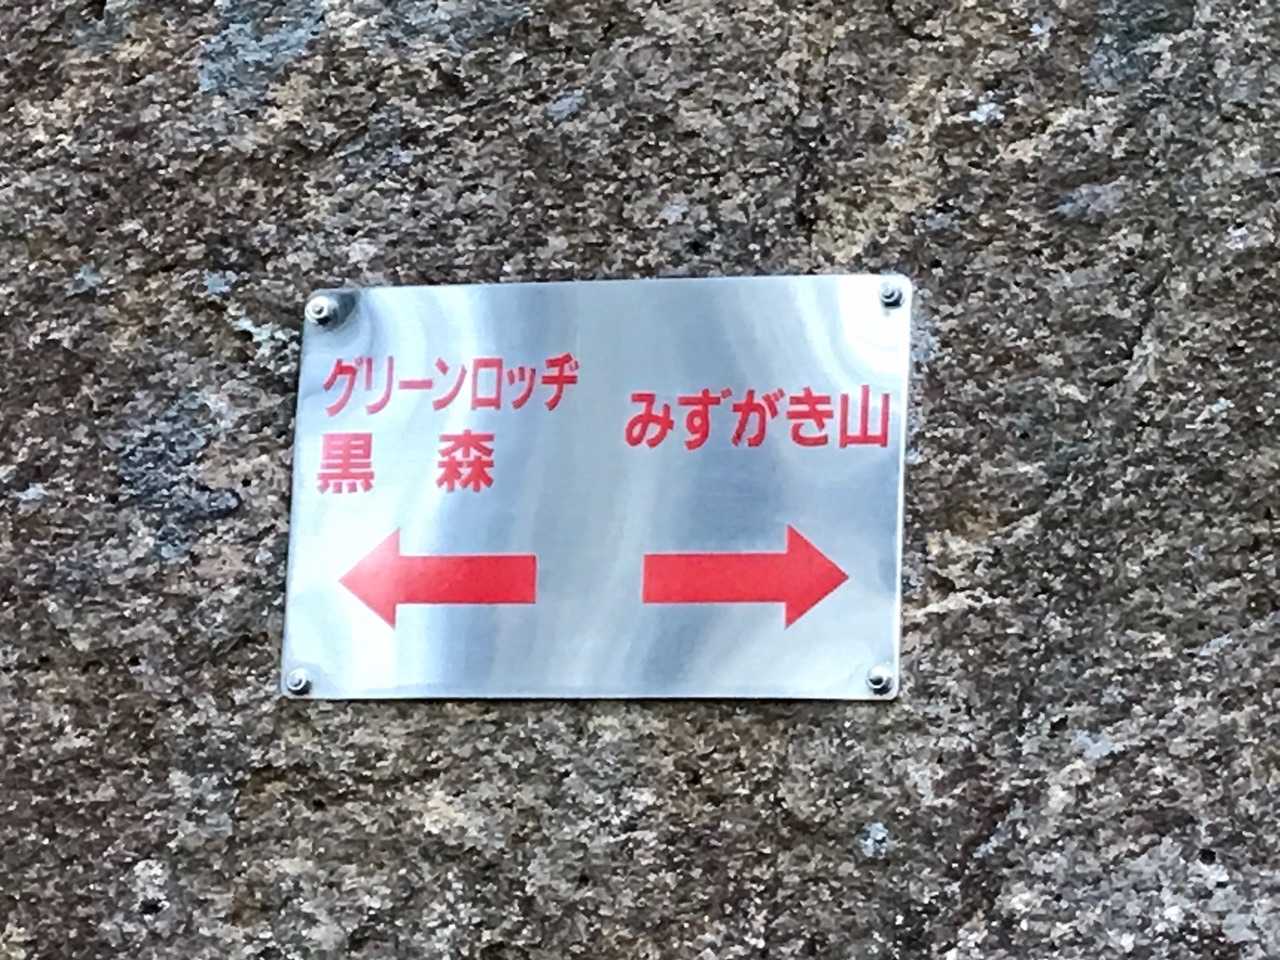 グリーンロッヂ
黒　森
みずがき山